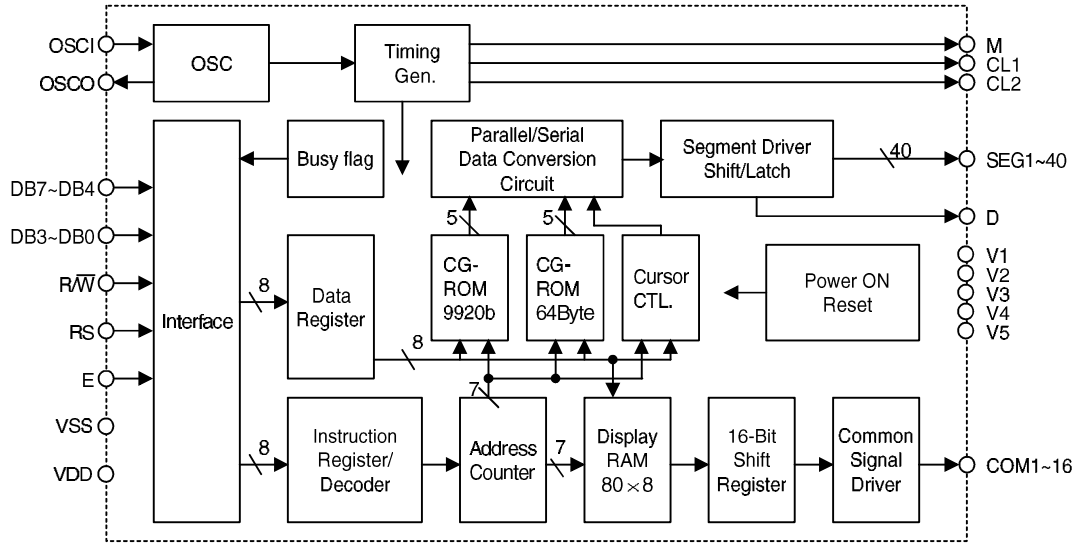 OSCI
OSCO
OSC
Timing
Gen.
M
CL1
CL2
Busy flag
Parallel/Serial
Data Conversion
Circuit
Segment Driver
Shift/Latch
40
SEG1~40
D
DB7~DB4
DB3~DB0
R/W̅
RS
E
VSS
VDD
Interface
8
Data
Register
8
5
CG-
ROM
9920b
5
CG-
ROM
64Byte
Cursor
CTL.
Power ON
Reset
V1
V2
V3
V4
V5
8
Instruction
Register/
Decoder
7
Address
Counter
7
Display
RAM
80×8
16-Bit
Shift
Register
Common
Signal
Driver
COM1~16